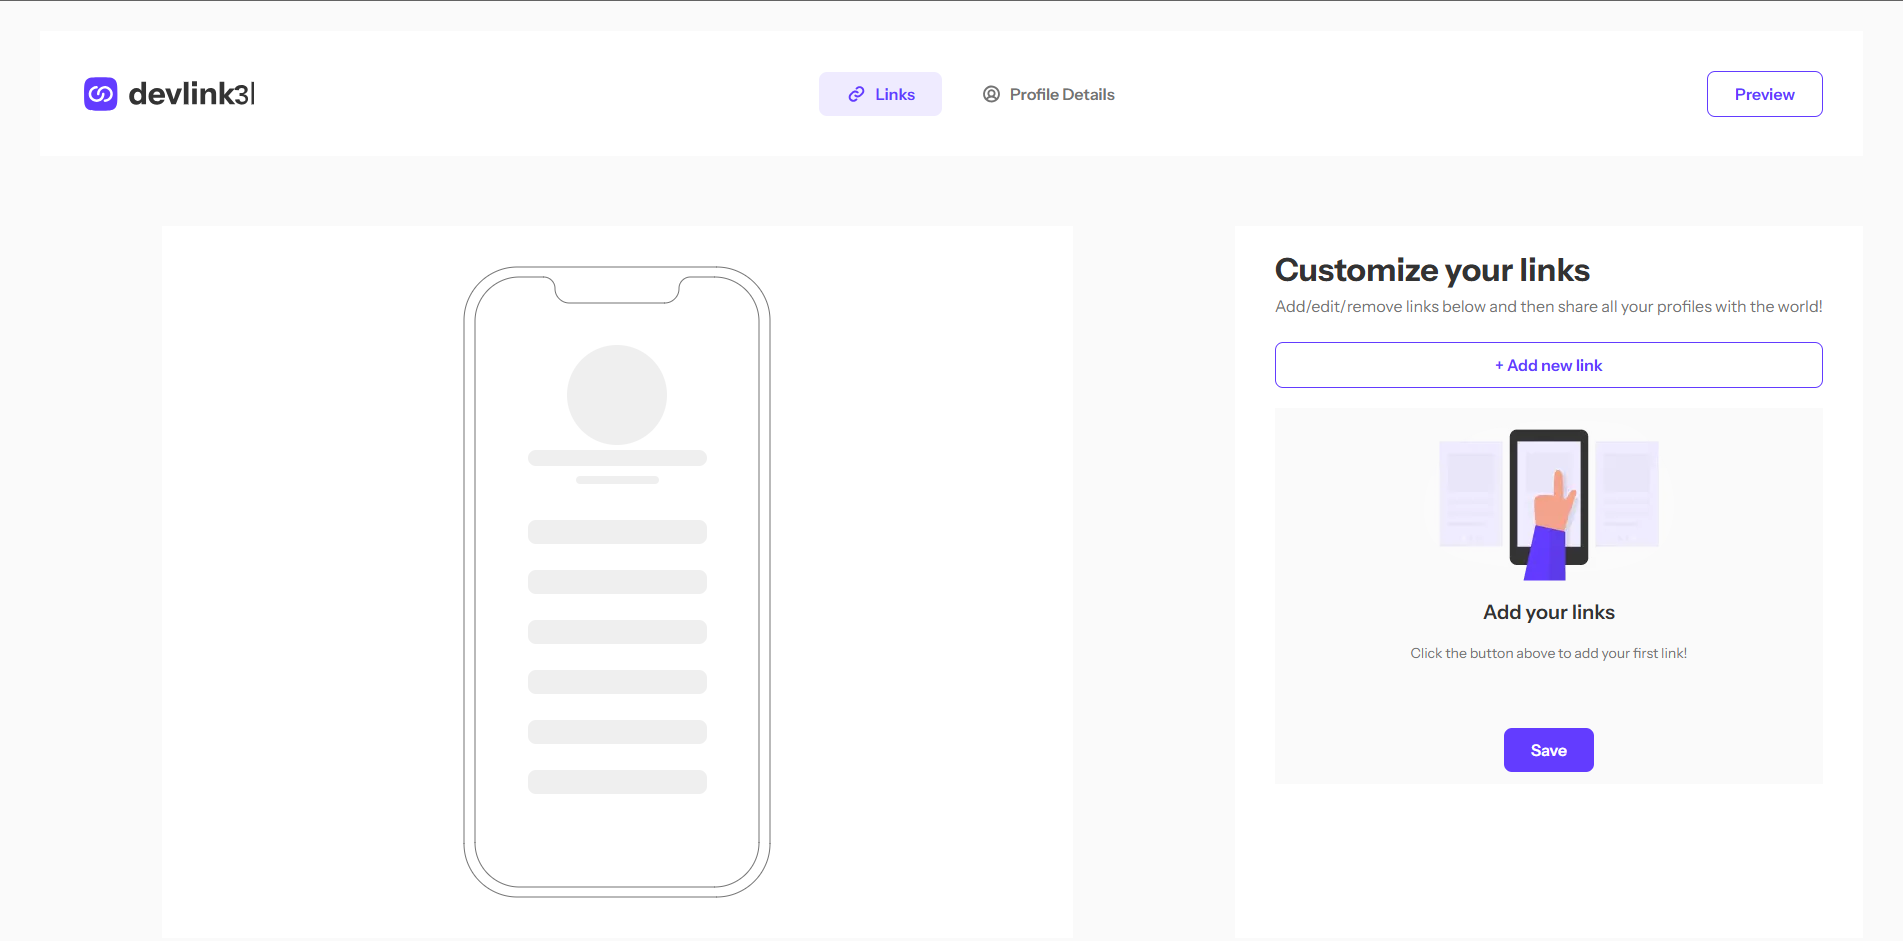 devlink3l
Links
Profile Details
Preview
Customize your links
Add/edit/remove links below and then share all your profiles with the world!
+ Add new link
Add your links
Click the button above to add your first link!
Save